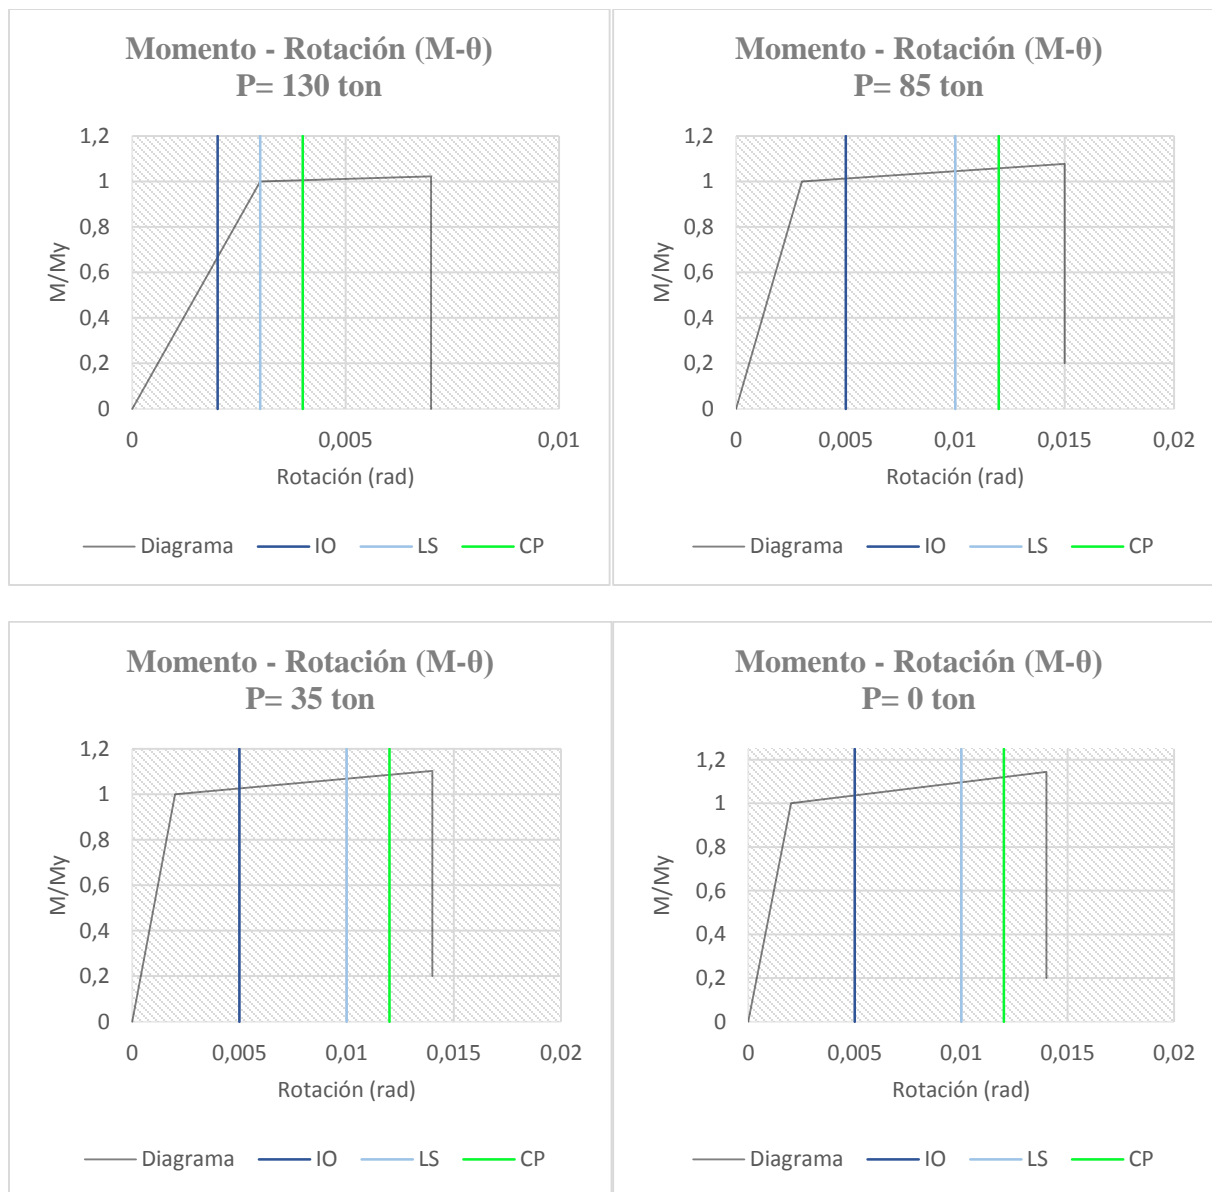 Momento - Rotación (M-θ)
P= 130 ton
1,2
1
0,8
0,6
0,4
0,2
0
M/My
0 0,005 0,01
Rotación (rad)
Diagrama IO LS CP
Momento - Rotación (M-θ)
P= 85 ton
1,2
1
0,8
0,6
0,4
0,2
0
M/My
0 0,005 0,01 0,015 0,02
Rotación (rad)
Diagrama IO LS CP
Momento - Rotación (M-θ)
P= 35 ton
1,2
1
0,8
0,6
0,4
0,2
0
M/My
0 0,005 0,01 0,015 0,02
Rotación (rad)
Diagrama IO LS CP
Momento - Rotación (M-θ)
P= 0 ton
1,2
1
0,8
0,6
0,4
0,2
0
M/My
0 0,005 0,01 0,015 0,02
Rotación (rad)
Diagrama IO LS CP